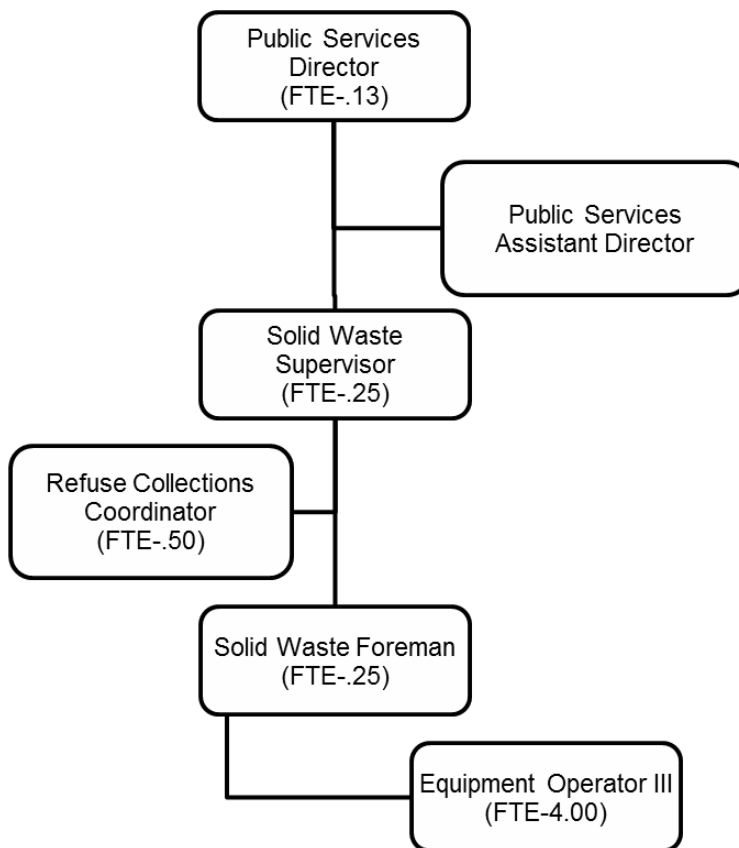 Public Services
Director
(FTE-.13)
Public Services
Assistant Director
Solid Waste
Supervisor
(FTE-.25)
Refuse Collections
Coordinator
(FTE-.50)
Solid Waste Foreman
(FTE-.25)
Equipment Operator III
(FTE-4.00)